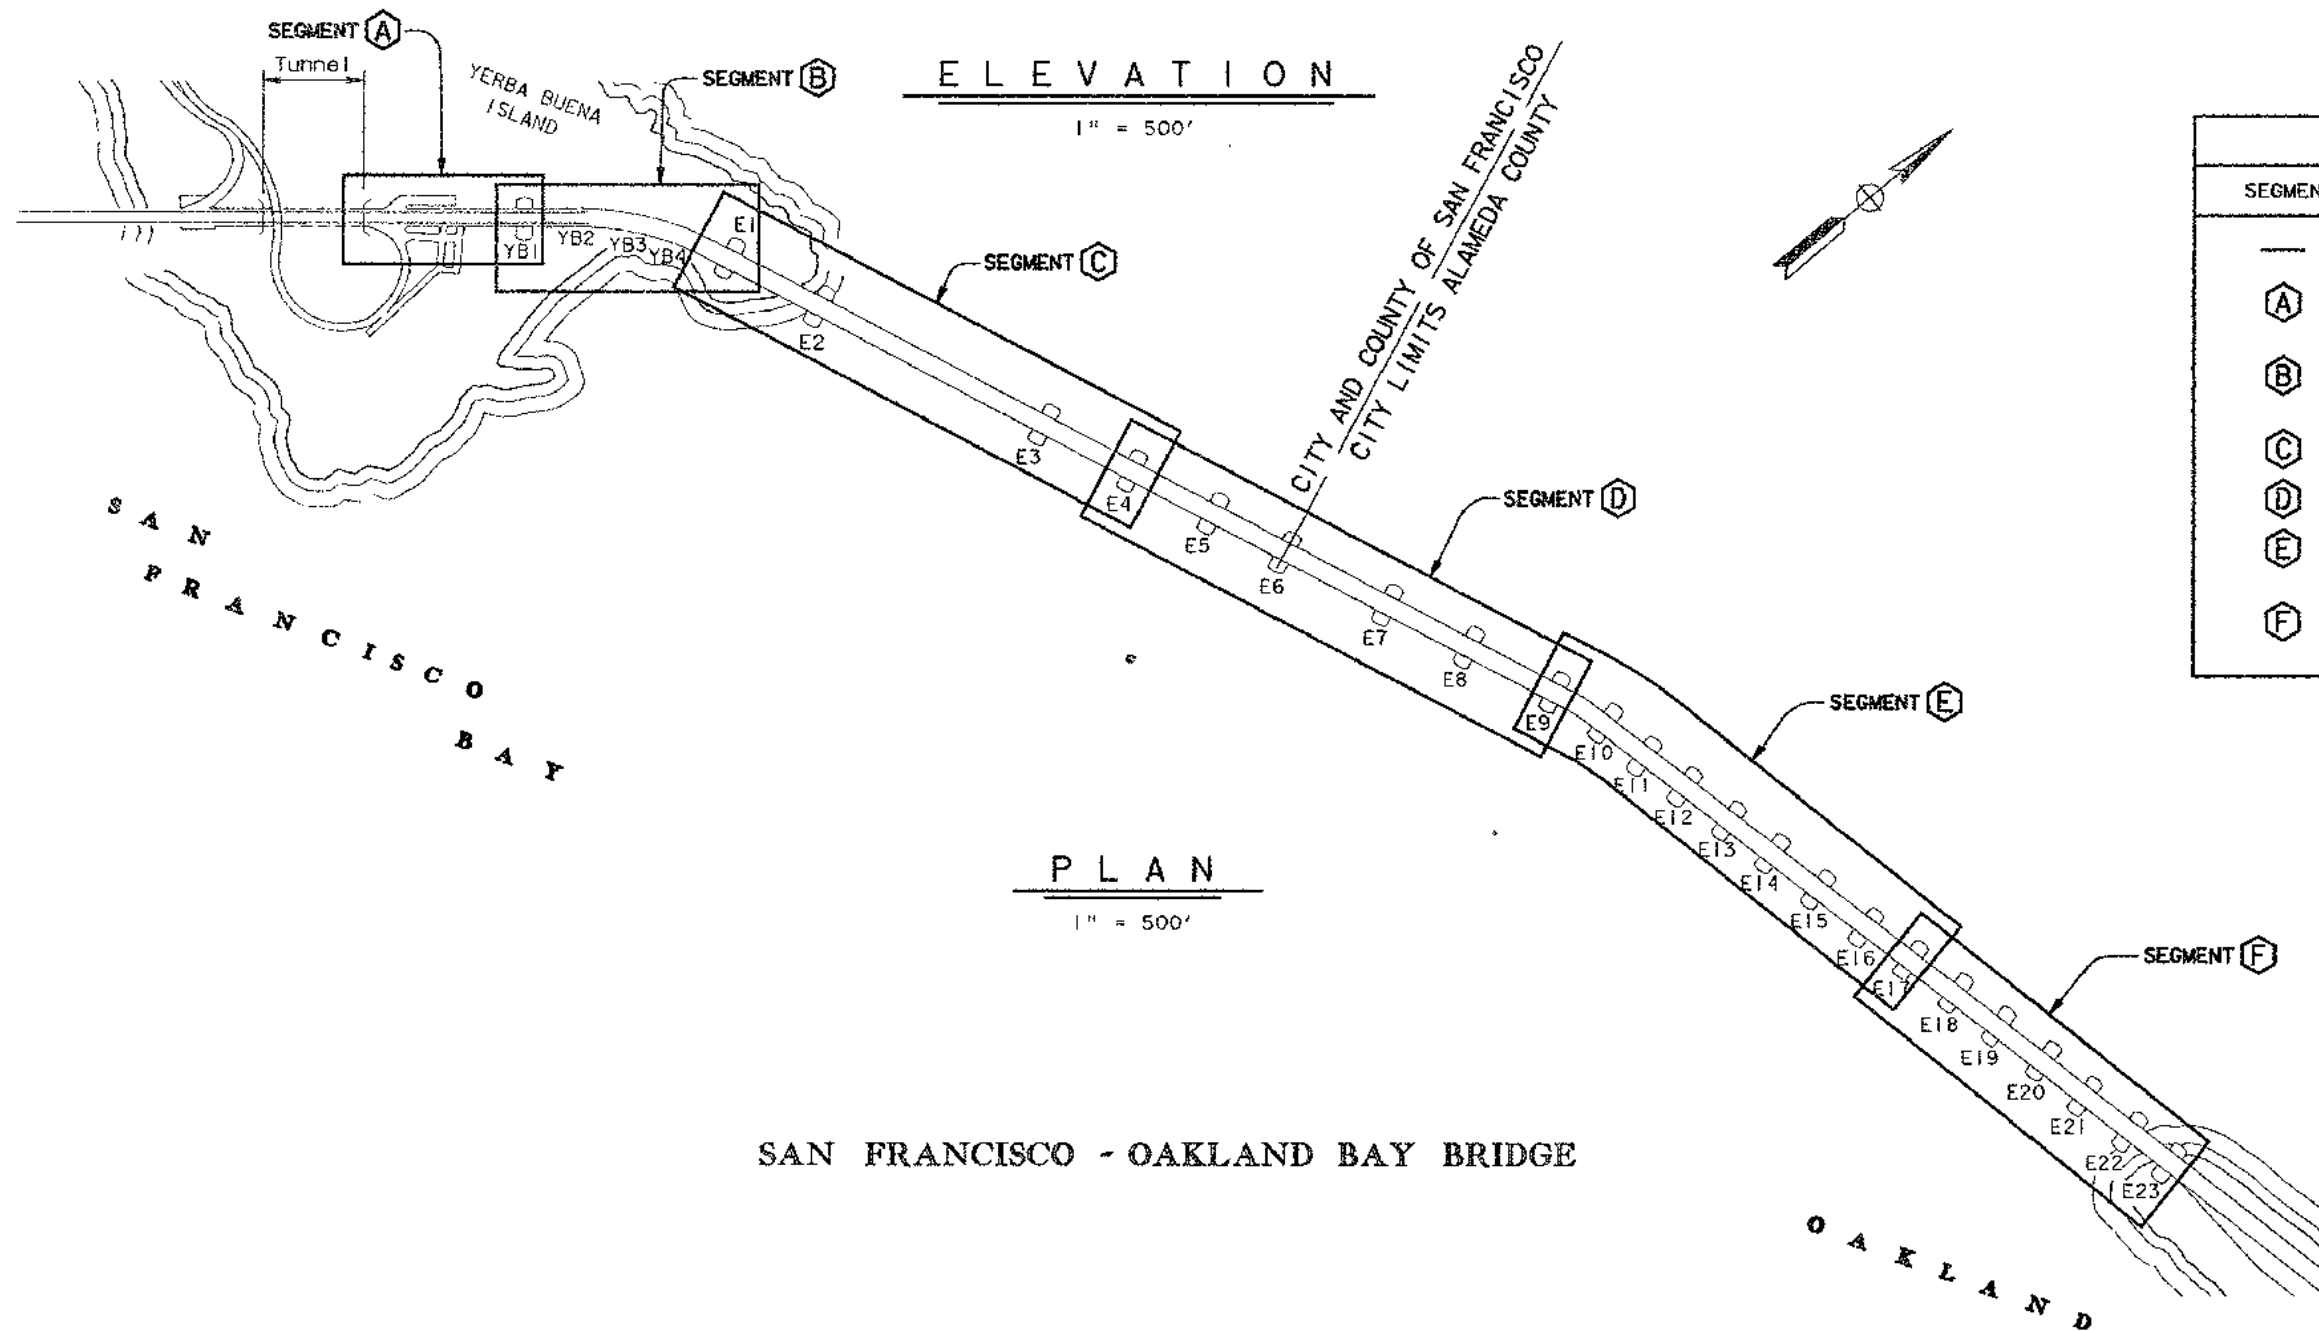 SEGMENT A
Tunnel
YERBA BUENA
ISLAND
SEGMENT B
ELEVATION
1" = 500'
CITY AND COUNTY OF SAN FRANCISCO
CITY LIMITS ALAMEDA COUNTY
SEGMEN
A
B
C
D
E
F
YB1
YB2
YB3
YB4
E1
SEGMENT C
E2
E3
E4
E5
E6
SEGMENT D
E7
E8
E9
SEGMENT E
E10
E11
E12
E13
E14
E15
E16
E17
SEGMENT F
E18
E19
E20
E21
E22
E23
SAN
FRANCISCO
BAY
PLAN
1" = 500'
SAN FRANCISCO - OAKLAND BAY BRIDGE
OAKLAND